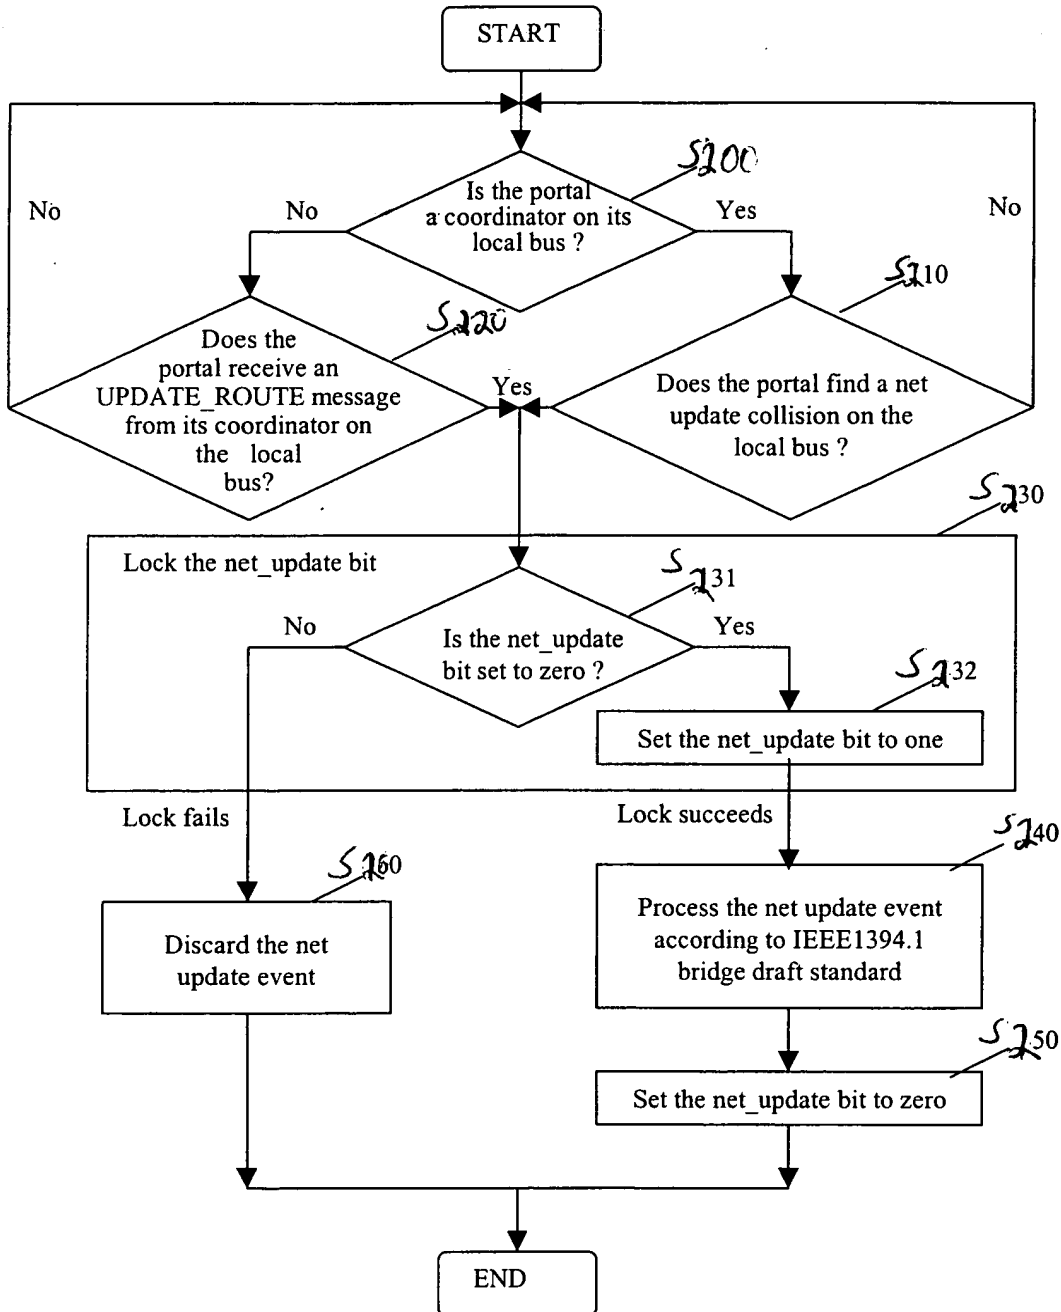 START
S200
Is the portal
a coordinator on its
local bus ?
No
No
Yes
No
S210
S220
Does the
portal receive an
UPDATE_ROUTE message
from its coordinator on
the local
bus?
Yes
Does the portal find a net
update collision on the
local bus ?
S230
Lock the net_update bit
S231
No
Is the net_update
bit set to zero ?
Yes
S232
Set the net_update bit to one
Lock fails
Lock succeeds
S240
S260
Process the net update event
according to IEEE1394.1
bridge draft standard
Discard the net
update event
S250
Set the net_update bit to zero
END